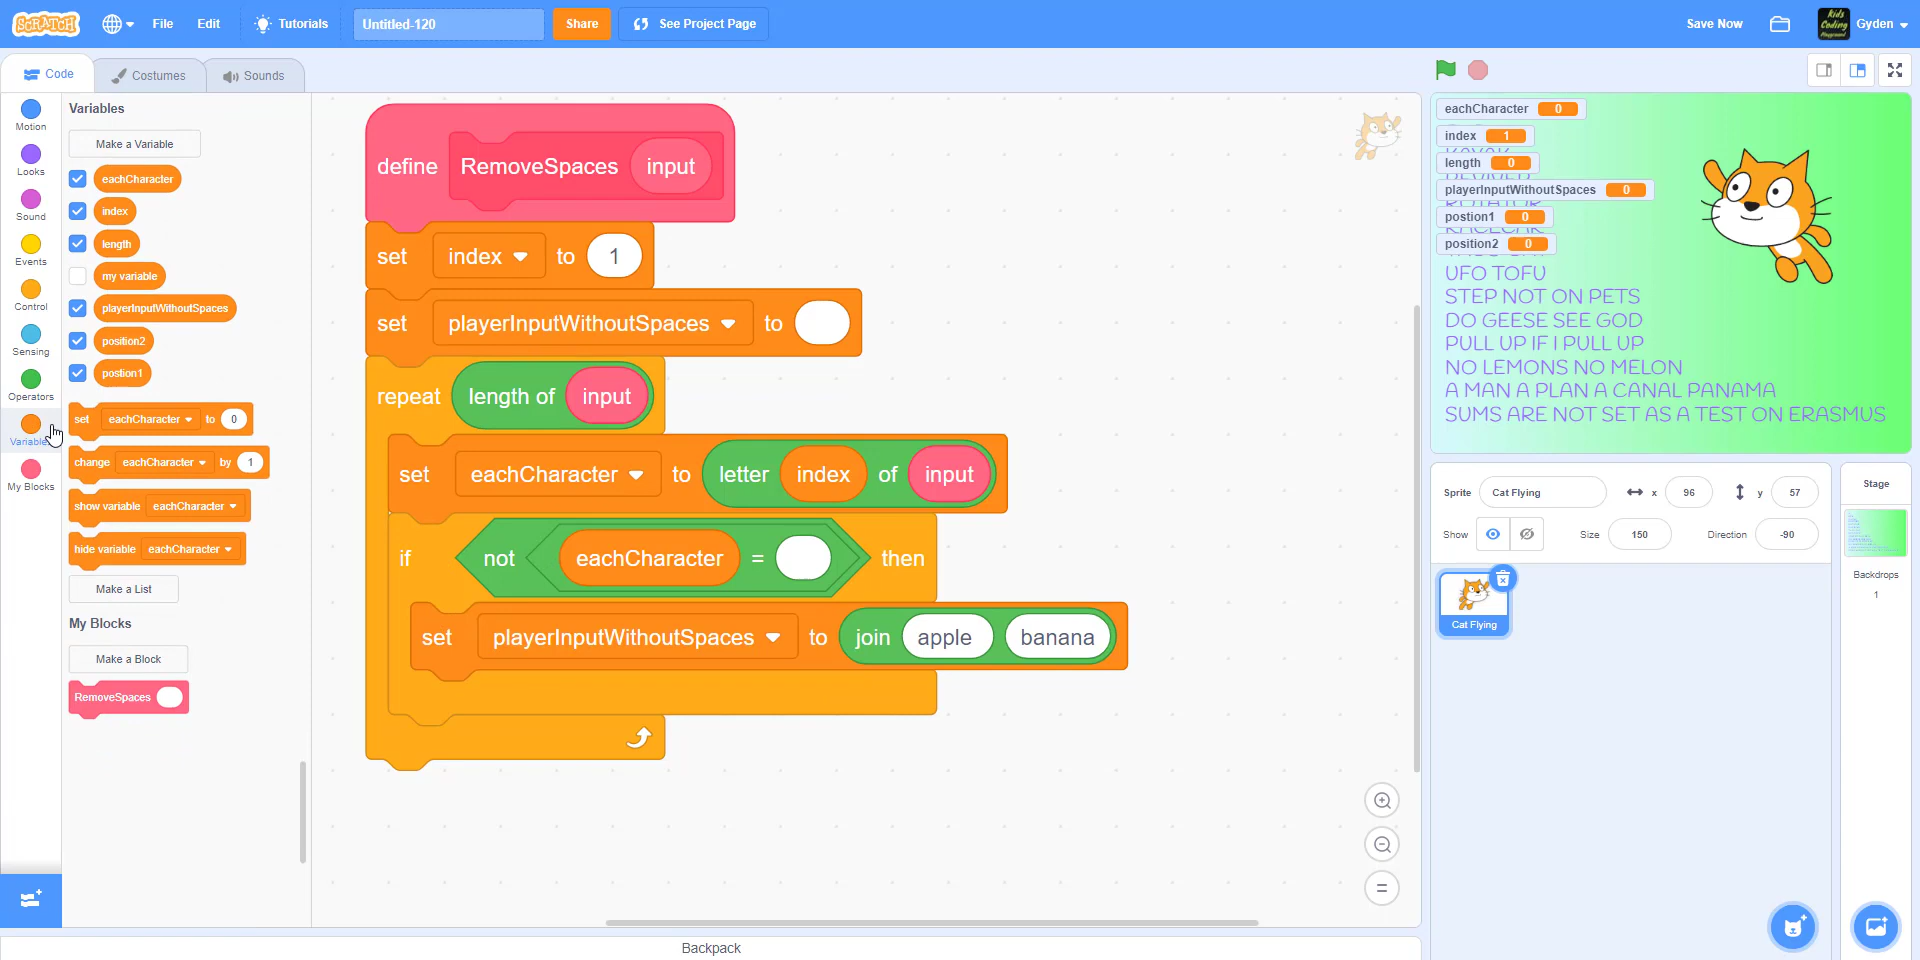 SCRATCH
File
Edit
Tutorials
Untitled-120
Share
See Project Page
Save Now
Kids
Coding
Playground
Gyden
Code
Costumes
Sounds
Motion
Looks
Sound
Events
Control
Sensing
Operators
Variables
My Blocks
Variables
Make a Variable
eachCharacter
index
length
my variable
playerInputWithoutSpaces
position2
postion1
set eachCharacter to 0
change eachCharacter by 1
show variable eachCharacter
hide variable eachCharacter
Make a List
My Blocks
Make a Block
RemoveSpaces
define RemoveSpaces input
set index to 1
set playerInputWithoutSpaces to
repeat length of input
set eachCharacter to letter index of input
if not eachCharacter = then
set playerInputWithoutSpaces to join apple banana
Backpack
eachCharacter 0
index 1
KAYAK
length 0
playerInputWithoutSpaces 0
ROTATOR
postion1 0
RACECAR
position2 0
UFO TOFU
STEP NOT ON PETS
DO GEESE SEE GOD
PULL UP IF I PULL UP
NO LEMONS NO MELON
A MAN A PLAN A CANAL PANAMA
SUMS ARE NOT SET AS A TEST ON ERASMUS
Sprite Cat Flying x 96 y 57
Show Size 150 Direction -90
Cat Flying
Stage
Backdrops
1